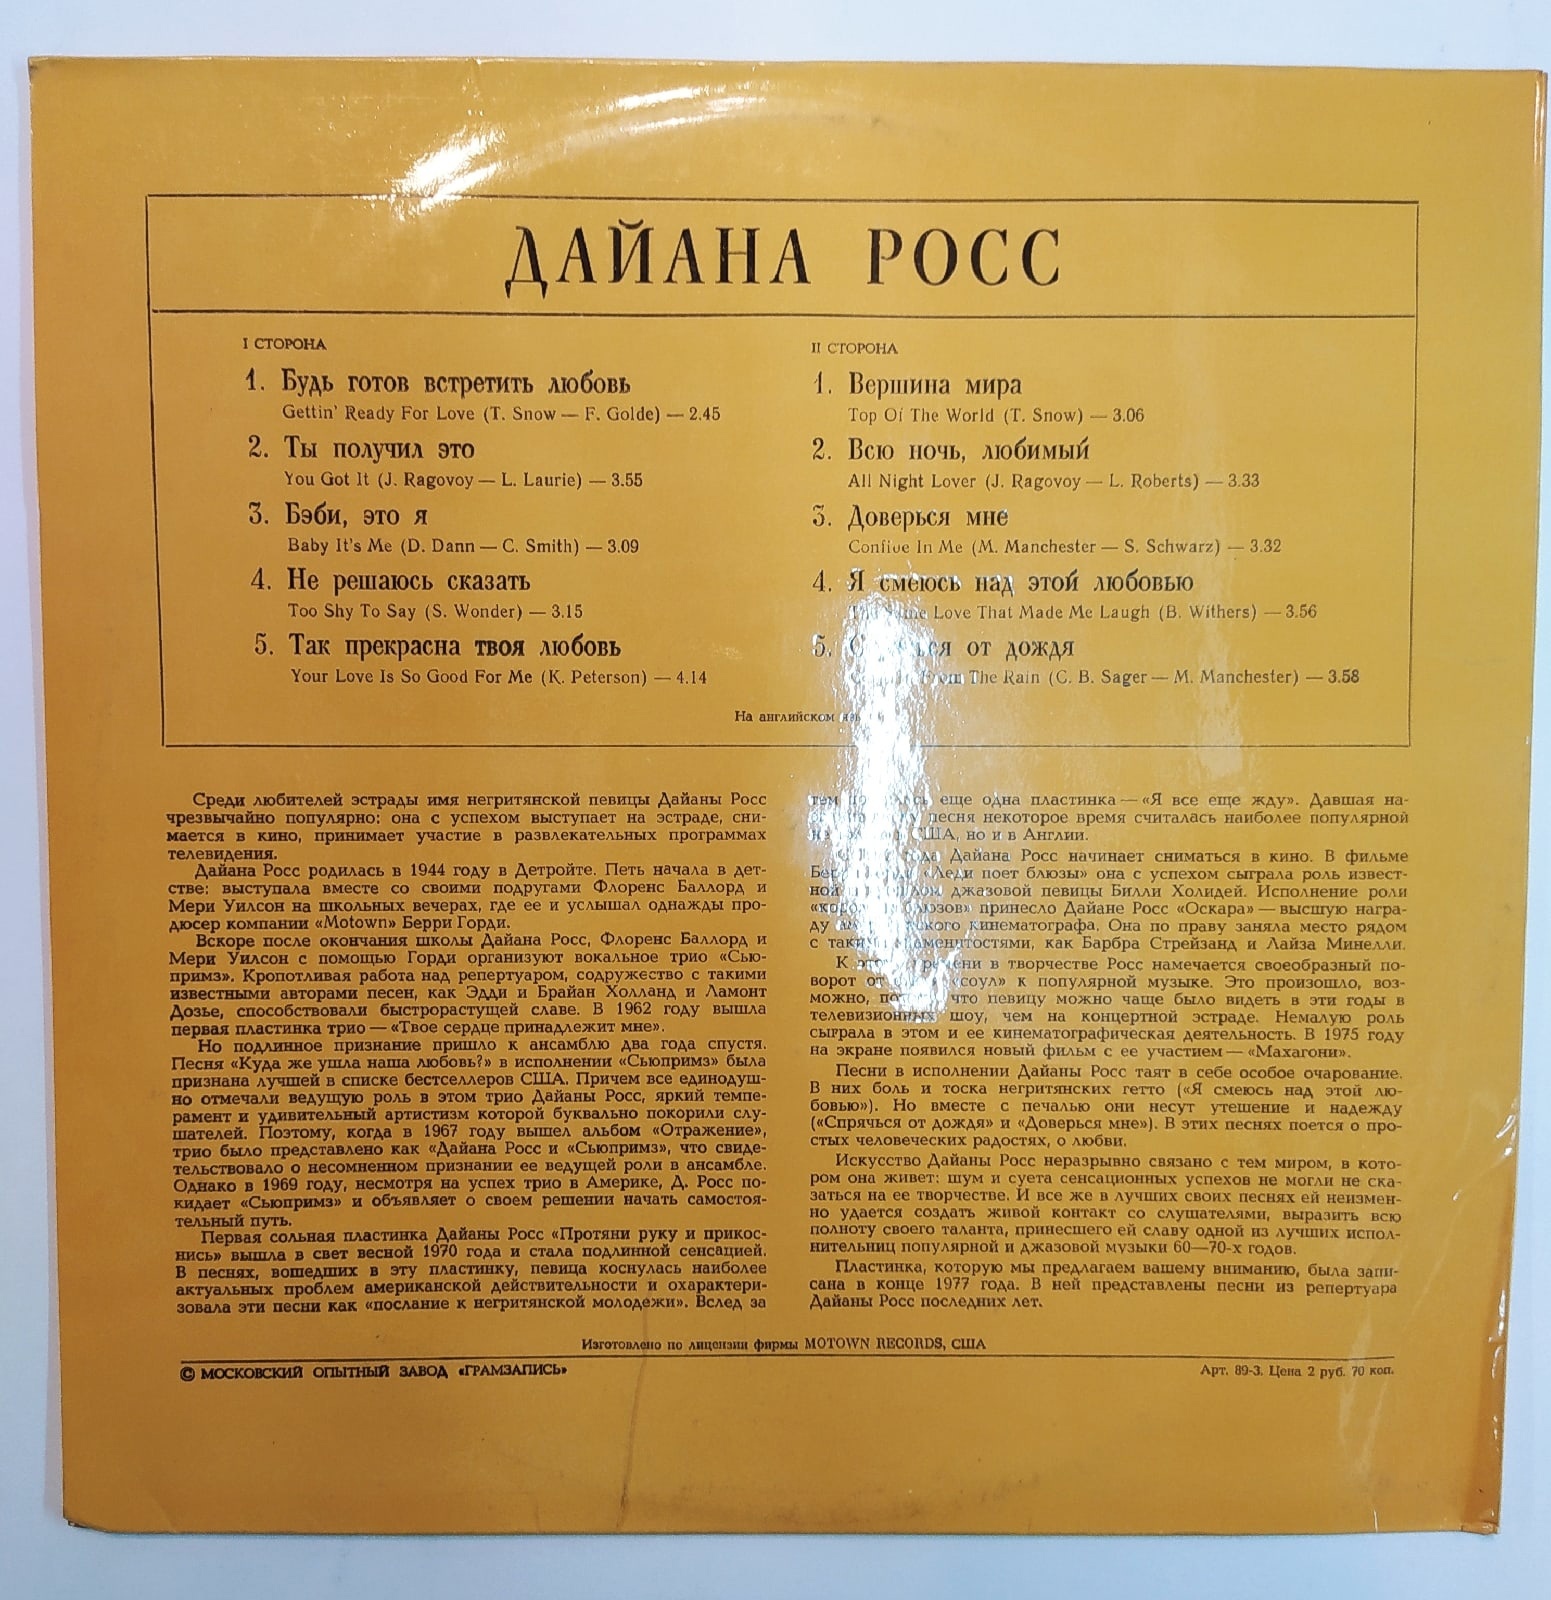 ДАЙАНА РОСС
I СТОРОНА
1. Будь готов встретить любовь
Gettin' Ready For Love (T. Snow — F. Golde) — 2.45
2. Ты получил это
You Got It (J. Ragovoy — L. Laurie) — 3.55
3. Бэби, это я
Baby It's Me (D. Dann — C. Smith) — 3.09
4. Не решаюсь сказать
Too Shy To Say (S. Wonder) — 3.15
5. Так прекрасна твоя любовь
Your Love Is So Good For Me (K. Peterson) — 4.14
II СТОРОНА
1. Вершина мира
Top Of The World (T. Snow) — 3.06
2. Всю ночь, любимый
All Night Lover (J. Ragovoy — L. Roberts) — 3.33
3. Доверься мне
In Me (M. Manchester — S. Schwarz) — 3.32
4. Я смеюсь над этой любовью
Love That Made Me Laugh (B. Withers) — 3.56
5. от дождя
From The Rain (C. B. Sager — M. Manchester) — 3.58
На английском
Среди любителей эстрады имя негритянской певицы Дайаны Росс
чрезвычайно популярно: она с успехом выступает на эстраде, сни-
мается в кино, принимает участие в развлекательных программах
телевидения.
Дайана Росс родилась в 1944 году в Детройте. Петь начала в дет-
стве: выступала вместе со своими подругами Флоренс Баллорд и
Мери Уилсон на школьных вечерах, где ее и услышал однажды про-
дюсер компании «Motown» Берри Горди.
Вскоре после окончания школы Дайана Росс, Флоренс Баллорд и
Мери Уилсон с помощью Горди организуют вокальное трио «Сью-
примз». Кропотливая работа над репертуаром, содружество с такими
известными авторами песен, как Эдди и Брайан Холланд и Ламонт
Дозье, способствовали быстрорастущей славе. В 1962 году вышла
первая пластинка трио — «Твое сердце принадлежит мне».
Но подлинное признание пришло к ансамблю два года спустя.
Песня «Куда же ушла наша любовь?» в исполнении «Сьюпримз» была
признана лучшей в списке бестселлеров США. Причем все единодуш-
но отмечали ведущую роль в этом трио Дайаны Росс, яркий темпе-
рамент и удивительный артистизм которой буквально покорили слу-
шателей. Поэтому, когда в 1967 году вышел альбом «Отражение»,
трио было представлено как «Дайана Росс и «Сьюпримз», что свиде-
тельствовало о несомненном признании ее ведущей роли в ансамбле.
Однако в 1969 году, несмотря на успех трио в Америке, Д. Росс по-
кидает «Сьюпримз» и объявляет о своем решении начать самостоя-
тельный путь.
Первая сольная пластинка Дайаны Росс «Протяни руку и прикос-
нись» вышла в свет весной 1970 года и стала подлинной сенсацией.
В песнях, вошедших в эту пластинку, певица коснулась наиболее
актуальных проблем американской действительности и охарактери-
зовала эти песни как «послание к негритянской молодежи». Вслед за
тем еще одна пластинка — «Я все еще жду». Давшая на-
песня некоторое время считалась наиболее популярной
США, но и в Англии.
года Дайана Росс начинает сниматься в кино. В фильме
«Леди поет блюзы» она с успехом сыграла роль извест-
ной джазовой певицы Билли Холидей. Исполнение роли
принесло Дайане Росс «Оскара» — высшую награ-
ду кинематографа. Она по праву заняла место рядом
с такими знаменитостями, как Барбра Стрейзанд и Лайза Минелли.
К времени в творчестве Росс намечается своеобразный по-
ворот от «соул» к популярной музыке. Это произошло, воз-
можно, потому, что певицу можно чаще было видеть в эти годы в
телевизионных шоу, чем на концертной эстраде. Немалую роль
сыграла в этом и ее кинематографическая деятельность. В 1975 году
на экране появился новый фильм с ее участием — «Махагони».
Песни в исполнении Дайаны Росс таят в себе особое очарование.
В них боль и тоска негритянских гетто («Я смеюсь над этой лю-
бовью»). Но вместе с печалью они несут утешение и надежду
(«Спрячься от дождя» и «Доверься мне»). В этих песнях поется о про-
стых человеческих радостях, о любви.
Искусство Дайаны Росс неразрывно связано с тем миром, в кото-
ром она живет: шум и суета сенсационных успехов не могли не ска-
заться на ее творчестве. И все же в лучших своих песнях ей неизмен-
но удается создать живой контакт со слушателями, выразить всю
полноту своего таланта, принесшего ей славу одной из лучших испол-
нительниц популярной и джазовой музыки 60—70-х годов.
Пластинка, которую мы предлагаем вашему вниманию, была запи-
сана в конце 1977 года. В ней представлены песни из репертуара
Дайаны Росс последних лет.
Изготовлено по лицензии фирмы MOTOWN RECORDS, США
© МОСКОВСКИЙ ОПЫТНЫЙ ЗАВОД «ГРАМЗАПИСЬ»
Арт. 89-3. Цена 2 руб. 70 коп.